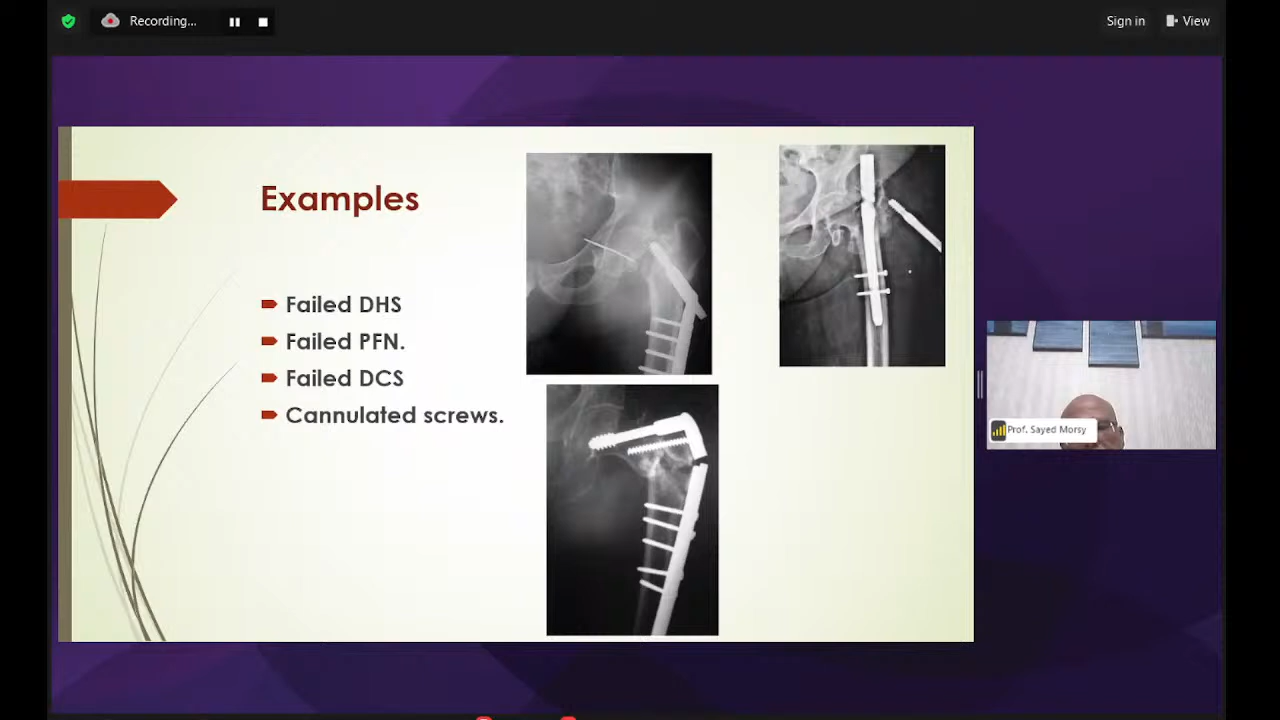 Recording...
Sign in
View
Examples
Failed DHS
Failed PFN.
Failed DCS
Cannulated screws.
Prof. Sayed Morsy